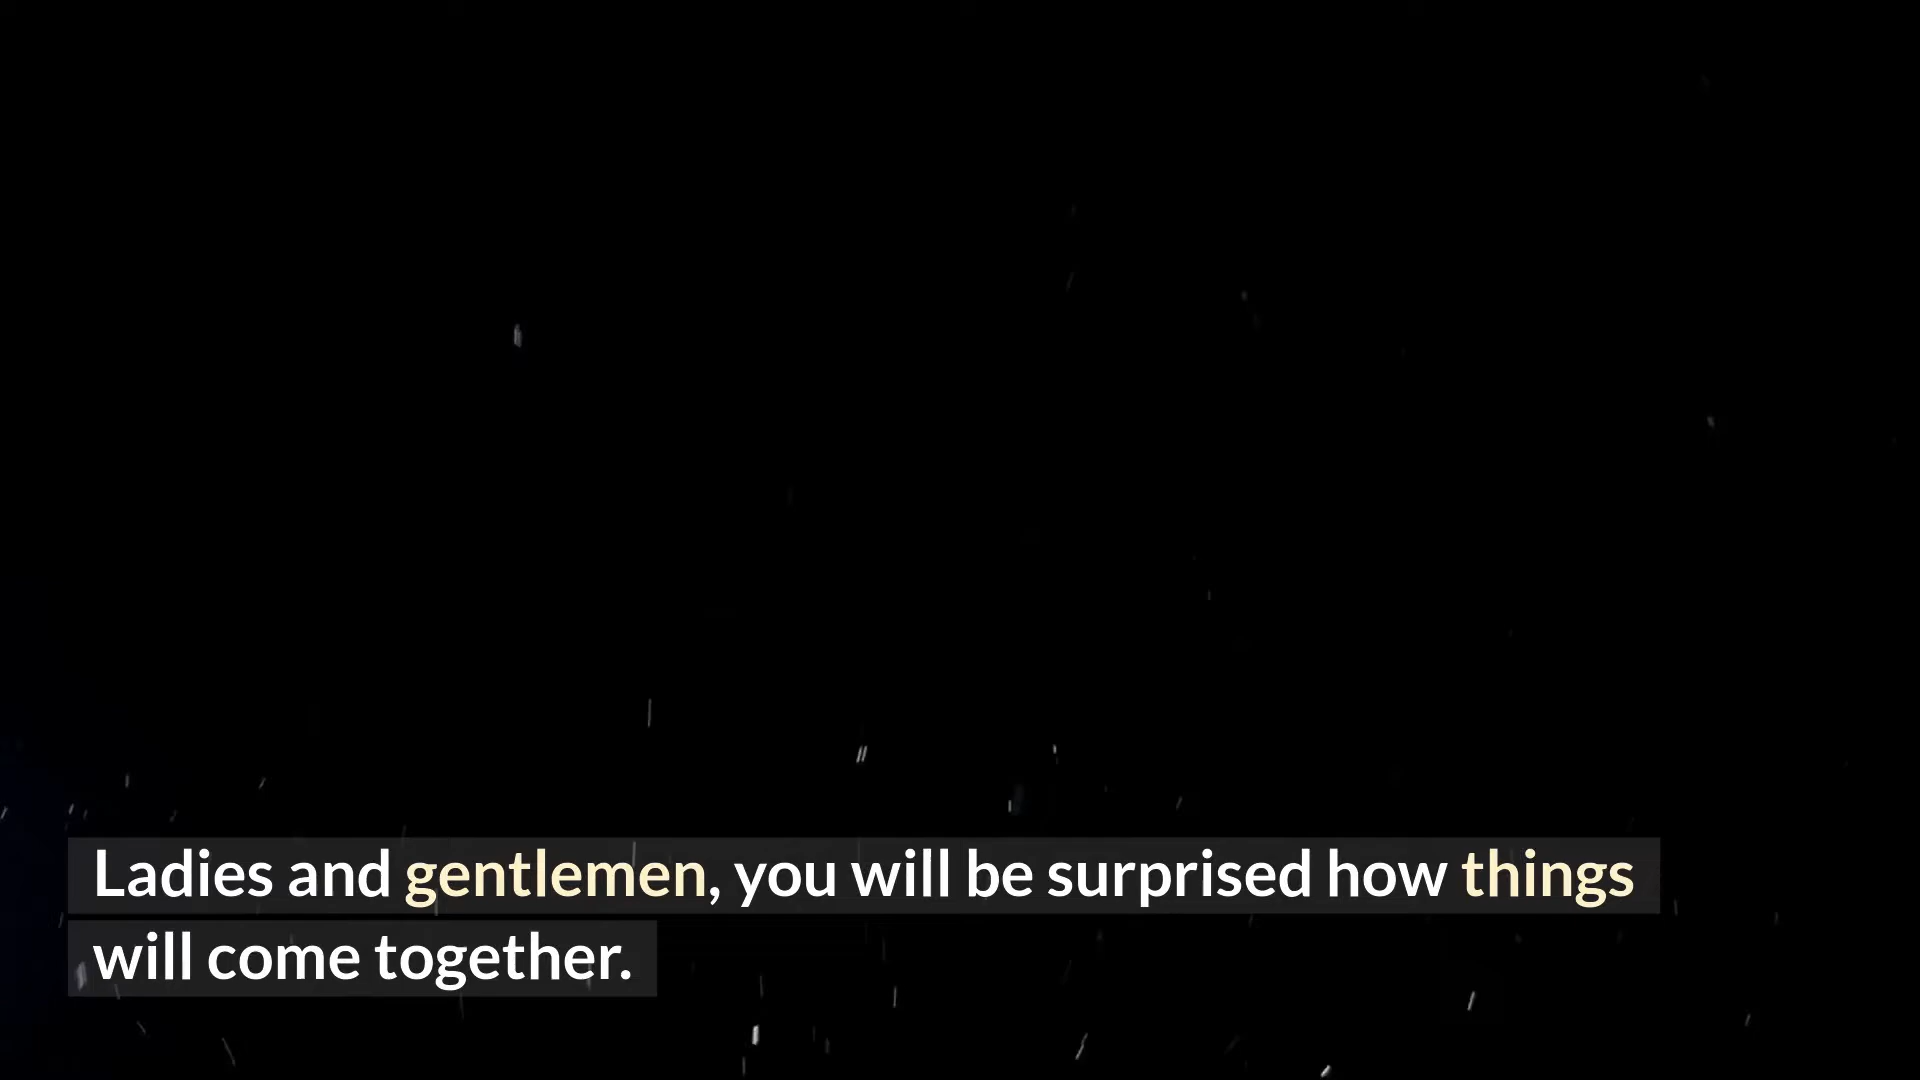 Ladies and gentlemen, you will be surprised how things
will come together.